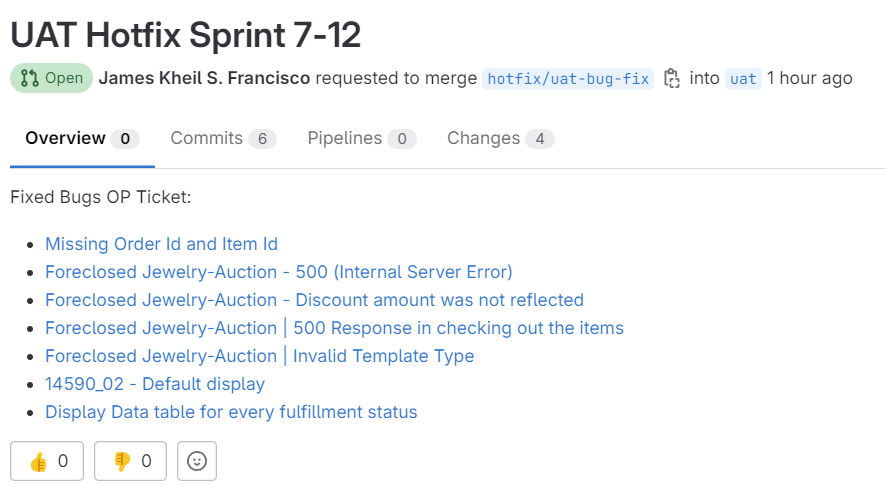 UAT Hotfix Sprint 7-12
Open James Kheil S. Francisco requested to merge hotfix/uat-bug-fix into uat 1 hour ago
Overview 0 Commits 6 Pipelines 0 Changes 4
Fixed Bugs OP Ticket:
Missing Order Id and Item Id
Foreclosed Jewelry-Auction - 500 (Internal Server Error)
Foreclosed Jewelry-Auction - Discount amount was not reflected
Foreclosed Jewelry-Auction | 500 Response in checking out the items
Foreclosed Jewelry-Auction | Invalid Template Type
14590_02 - Default display
Display Data table for every fulfillment status
0 0